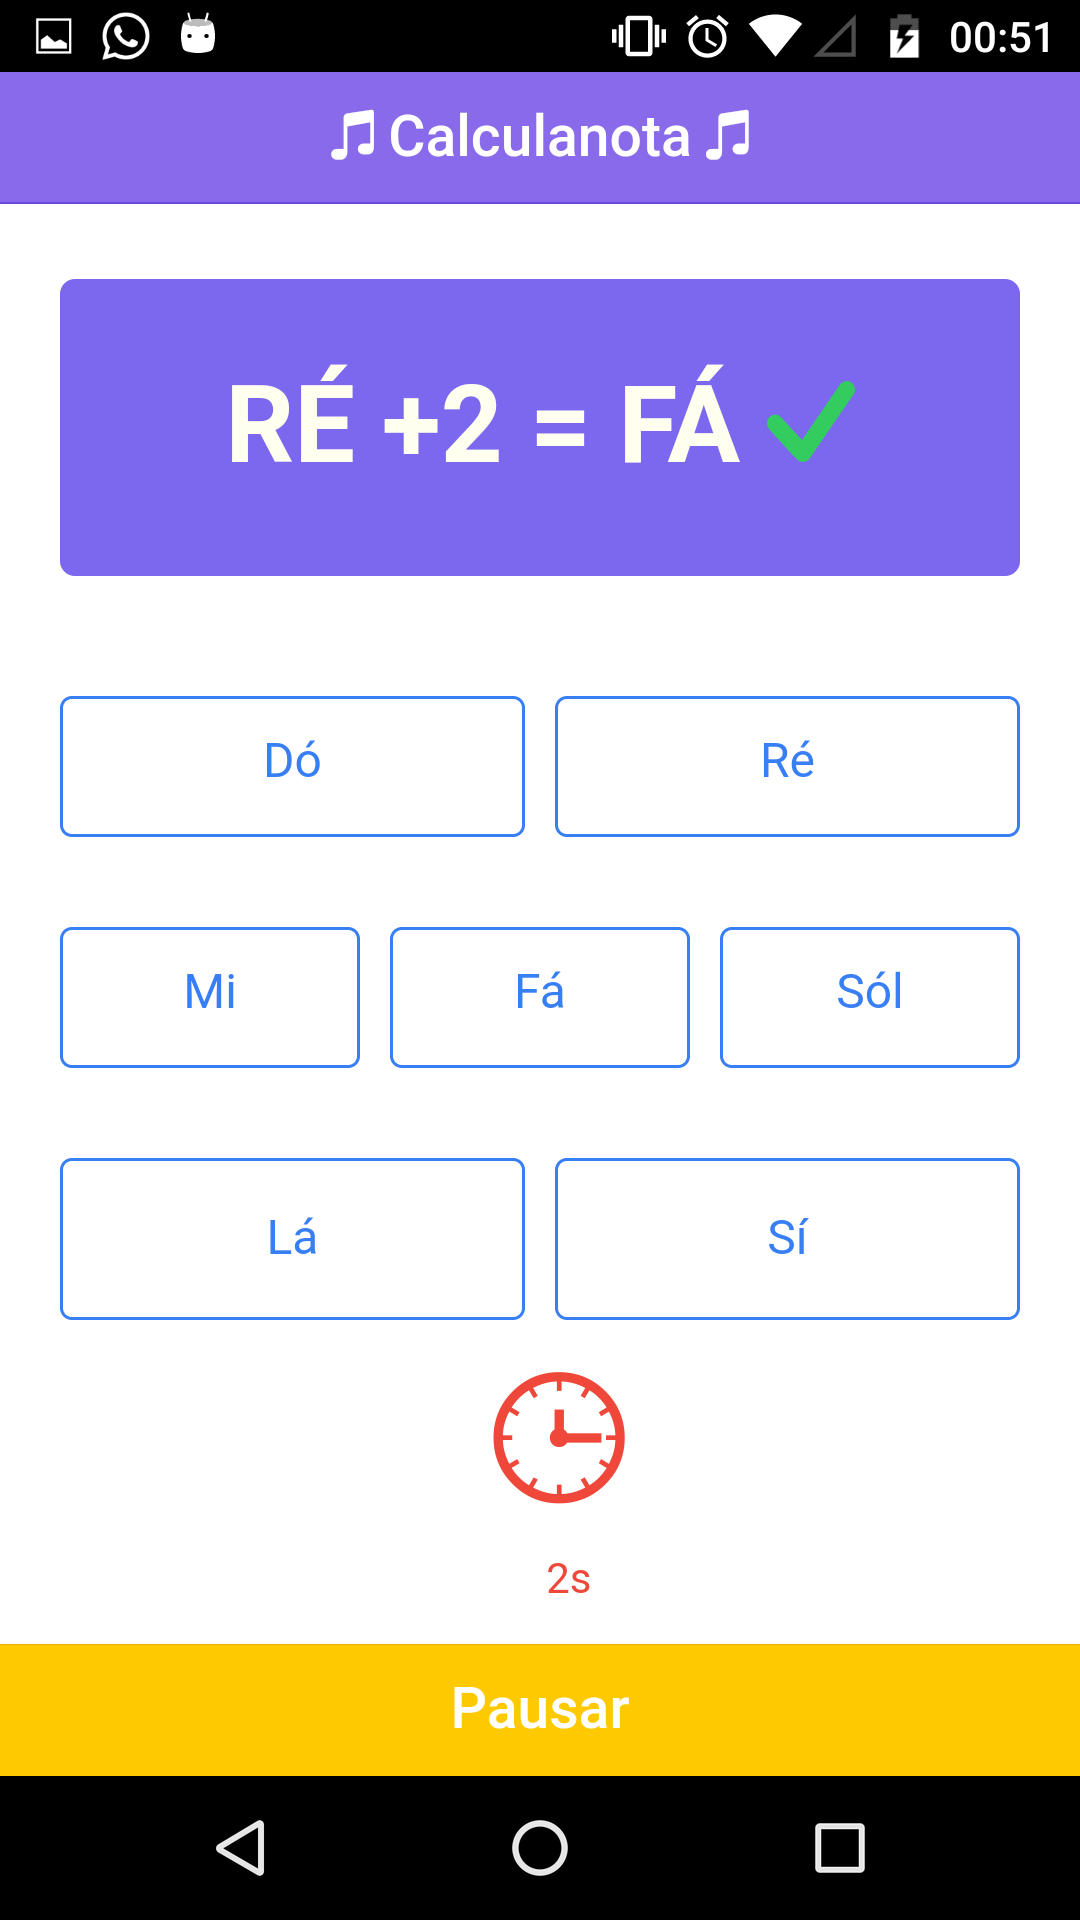 00:51
Calculanota
RÉ +2 = FÁ
Dó Ré
Mi Fá Sól
Lá Sí
2s
Pausar